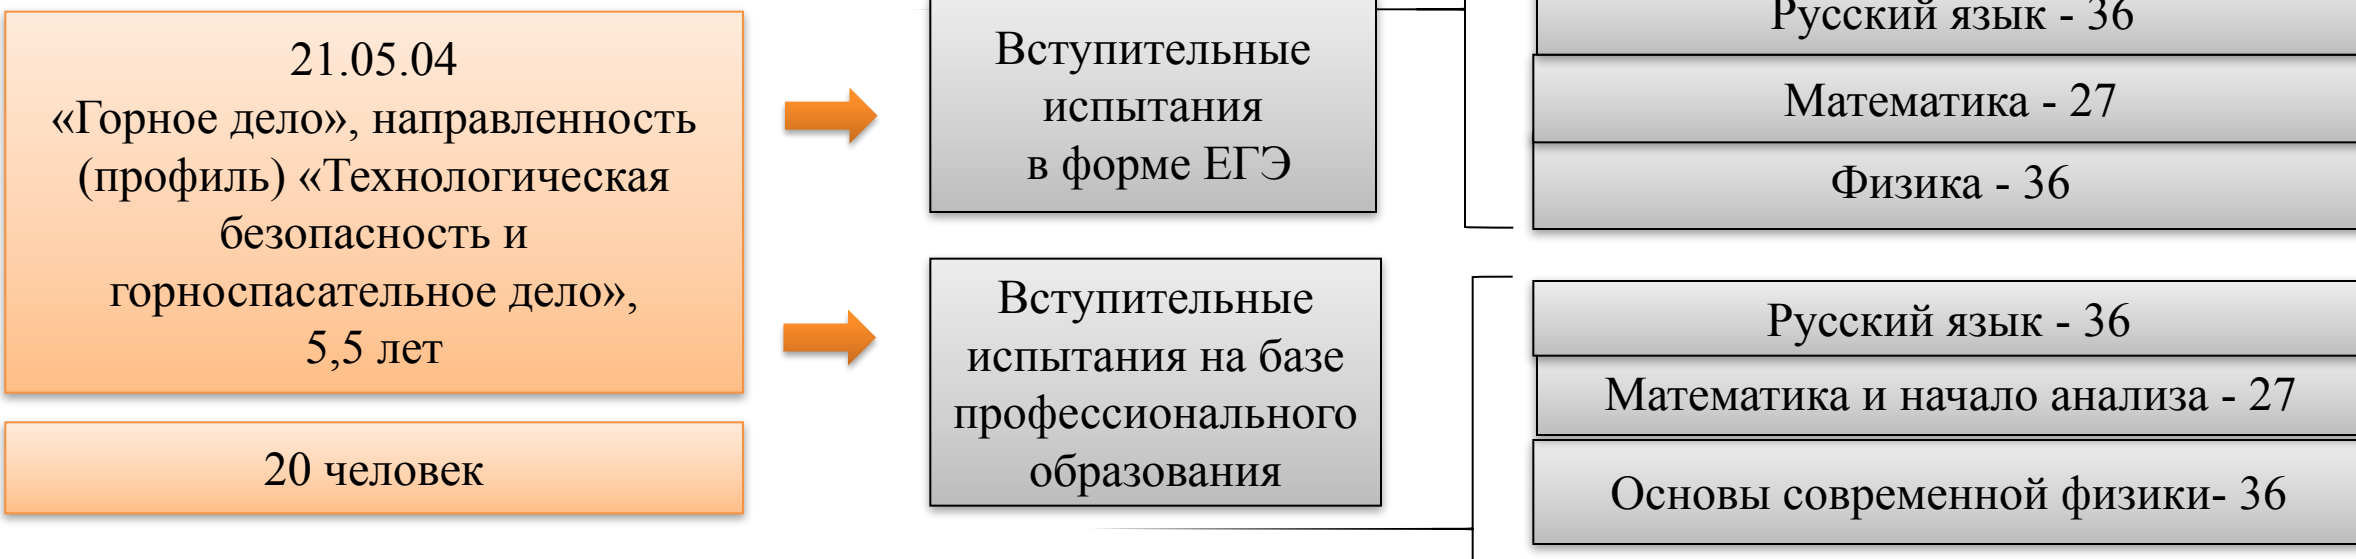 21.05.04
«Горное дело», направленность
(профиль) «Технологическая
безопасность и
горноспасательное дело»,
5,5 лет
20 человек
Вступительные
испытания
в форме ЕГЭ
Русский язык - 36
Математика - 27
Физика - 36
Вступительные
испытания на базе
профессионального
образования
Русский язык - 36
Математика и начало анализа - 27
Основы современной физики- 36